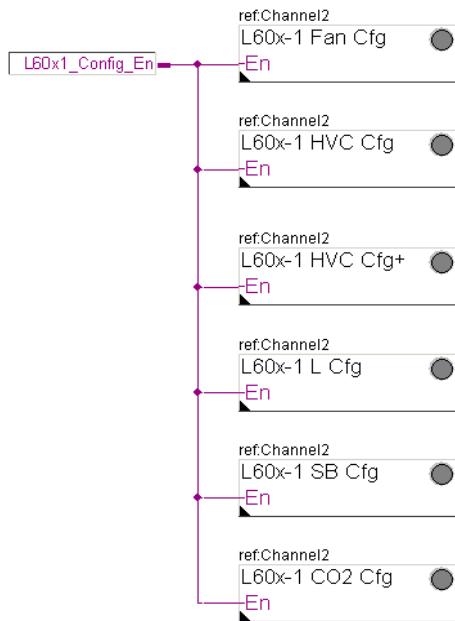 ref:Channel2
L60x-1 Fan Cfg
L60x1_Config_En
En
ref:Channel2
L60x-1 HVC Cfg
En
ref:Channel2
L60x-1 HVC Cfg+
En
ref:Channel2
L60x-1 L Cfg
En
ref:Channel2
L60x-1 SB Cfg
En
ref:Channel2
L60x-1 CO2 Cfg
En